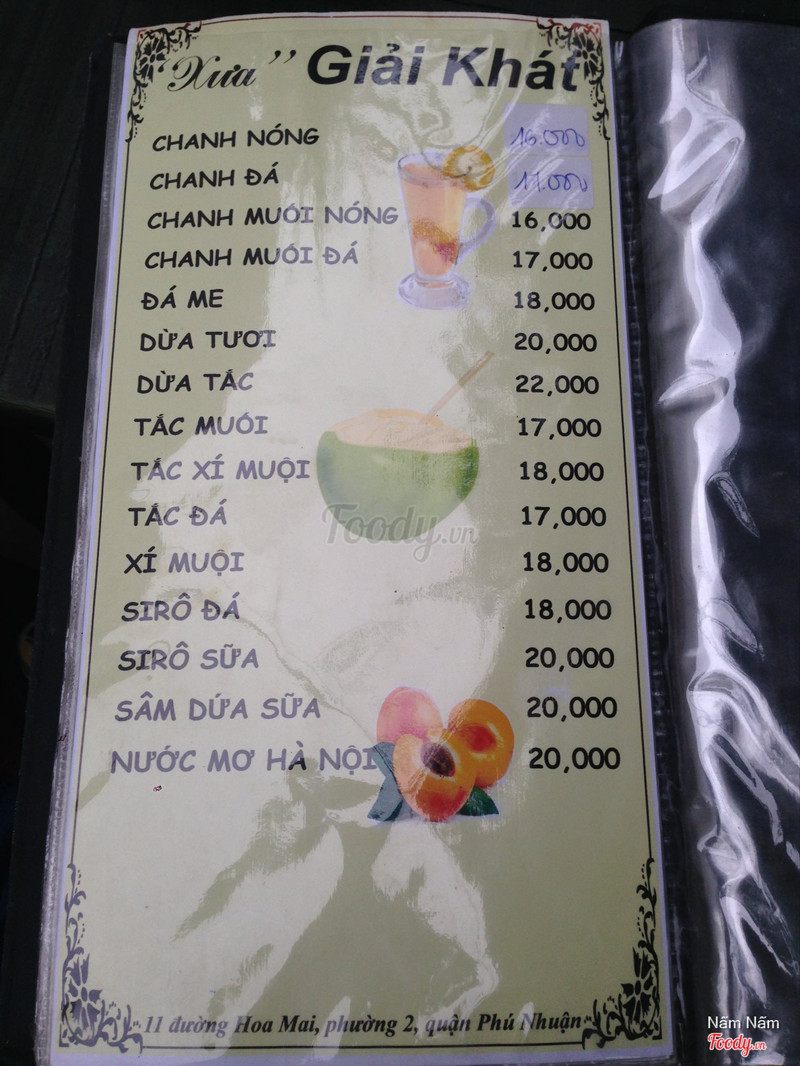 "Xưa" Giải Khát
CHANH NÓNG 16.000
CHANH ĐÁ 17.000
CHANH MUỐI NÓNG 16,000
CHANH MUỐI ĐÁ 17,000
ĐÁ ME 18,000
DỪA TƯƠI 20,000
DỪA TẮC 22,000
TẮC MUỐI 17,000
TẮC XÍ MUỘI 18,000
TẮC ĐÁ 17,000
XÍ MUỘI 18,000
SIRÔ ĐÁ 18,000
SIRÔ SỮA 20,000
SÂM DỨA SỮA 20,000
NƯỚC MƠ HÀ NỘI 20,000
11 đường Hoa Mai, phường 2, quận Phú Nhuận
Foody.vn
Nấm Nấm
Foody.vn